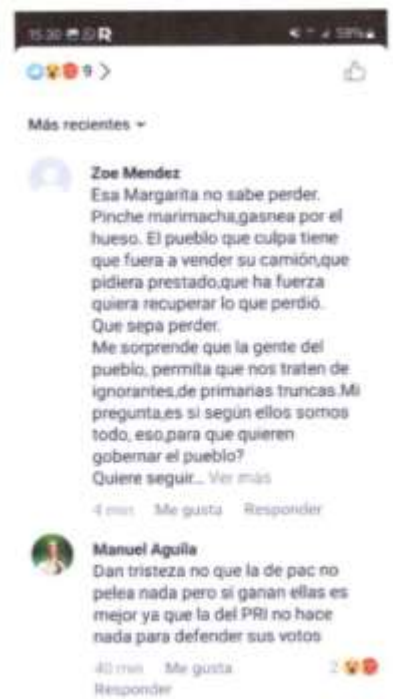 15:30 R 59%
9 >
Más recientes
Zoe Mendez
Esa Margarita no sabe perder.
Pinche marimacha,gasnea por el
hueso. El pueblo que culpa tiene
que fuera a vender su camión,que
pidiera prestado,que ha fuerza
quiera recuperar lo que perdió.
Que sepa perder.
Me sorprende que la gente del
pueblo, permita que nos traten de
ignorantes,de primarias truncas.Mi
pregunta,es si según ellos somos
todo, eso,para que quieren
gobernar el pueblo?
Quiere seguir... Ver más
4 min Me gusta Responder
Manuel Aguila
Dan tristeza no que la de pac no
pelea nada pero si ganan ellas es
mejor ya que la del PRI no hace
nada para defender sus votos
40 min Me gusta 2
Responder